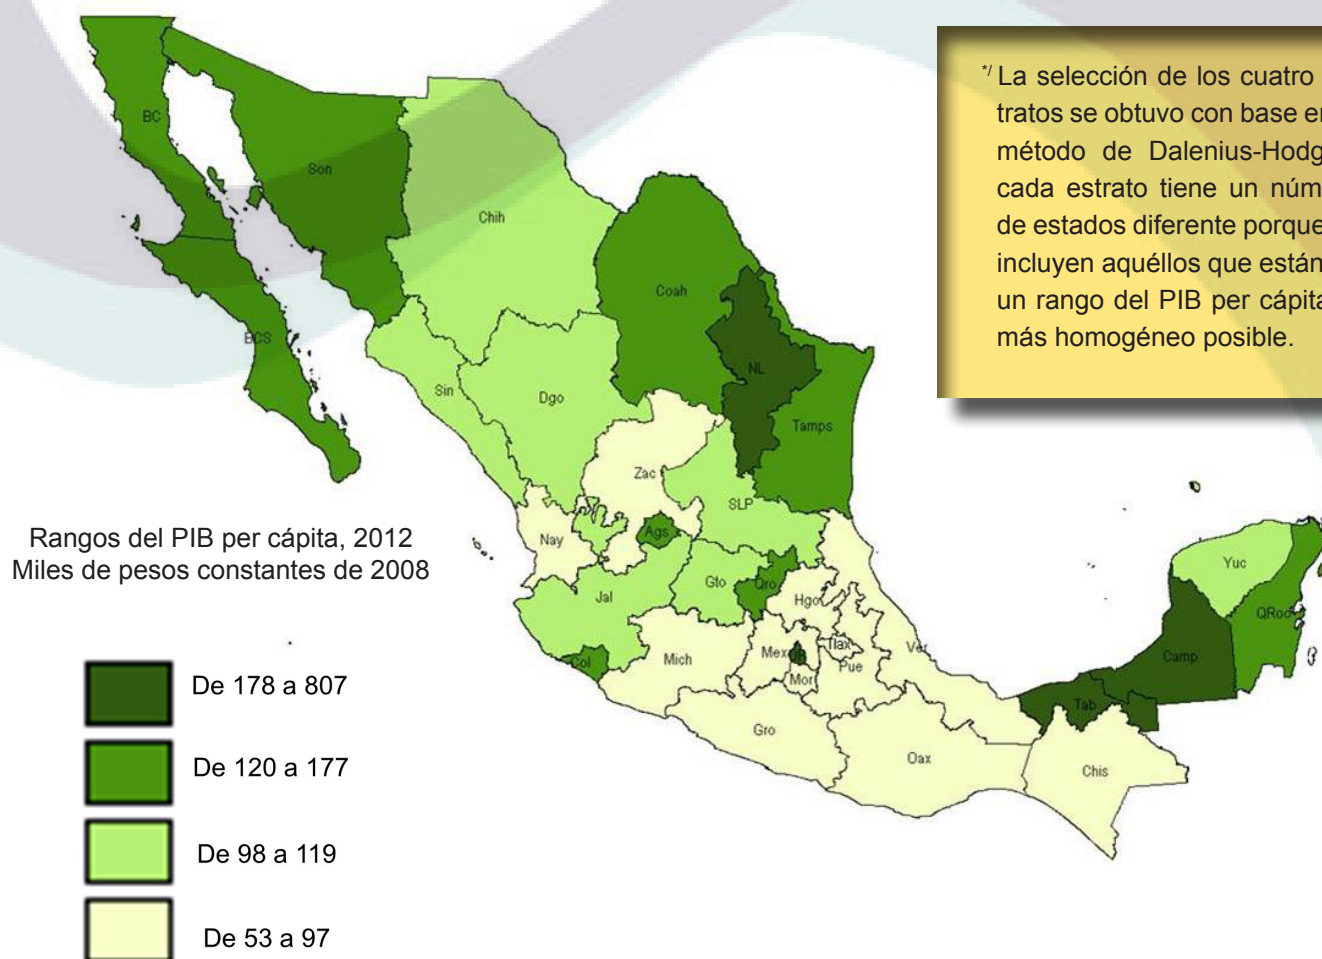 */ La selección de los cuatro
tratos se obtuvo con base en
método de Dalenius-Hodg
cada estrato tiene un núm
de estados diferente porque
incluyen aquéllos que están
un rango del PIB per cápita
más homogéneo posible.
BC
Son
Chih
Coah
BCS
NL
Sin
Dgo
Tamps
Zac
SLP
Nay
Ags
Rangos del PIB per cápita, 2012
Miles de pesos constantes de 2008
Yuc
Jal
Gto
Qro
Hgo
QRoo
Col
Mich
Mex
Tlax
Ver
Pue
Mor
Camp
Tab
Gro
Oax
Chis
De 178 a 807
De 120 a 177
De 98 a 119
De 53 a 97